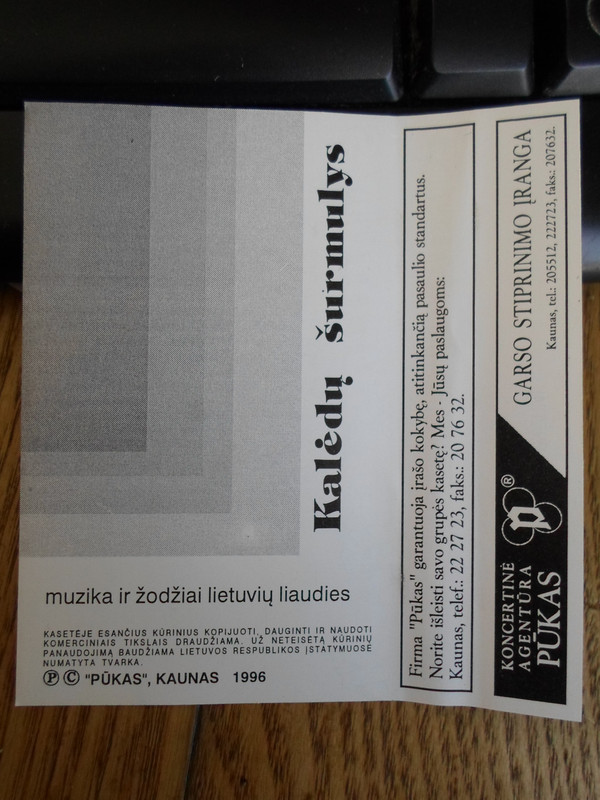 Kalėdų šurmulys
muzika ir žodžiai lietuvių liaudies
KASETĖJE ESANČIUS KŪRINIUS KOPIJUOTI, DAUGINTI IR NAUDOTI
KOMERCINIAIS TIKSLAIS DRAUDŽIAMA. UŽ NETEISĖTĄ KŪRINIŲ
PANAUDOJIMĄ BAUDŽIAMA LIETUVOS RESPUBLIKOS ĮSTATYMUOSE
NUMATYTA TVARKA.
Ⓟ © "PŪKAS", KAUNAS 1996
Firma "Pūkas" garantuoja įrašo kokybę, atitinkančią pasaulio standartus.
Norite išleisti savo grupės kasetę? Mes - Jūsų paslaugoms:
Kaunas, telef.: 22 27 23, faks.: 20 76 32.
KONCERTINĖ
AGENTŪRA
PŪKAS
p ®
GARSO STIPRINIMO ĮRANGA
Kaunas, tel.: 205512, 222723, faks.: 207632.